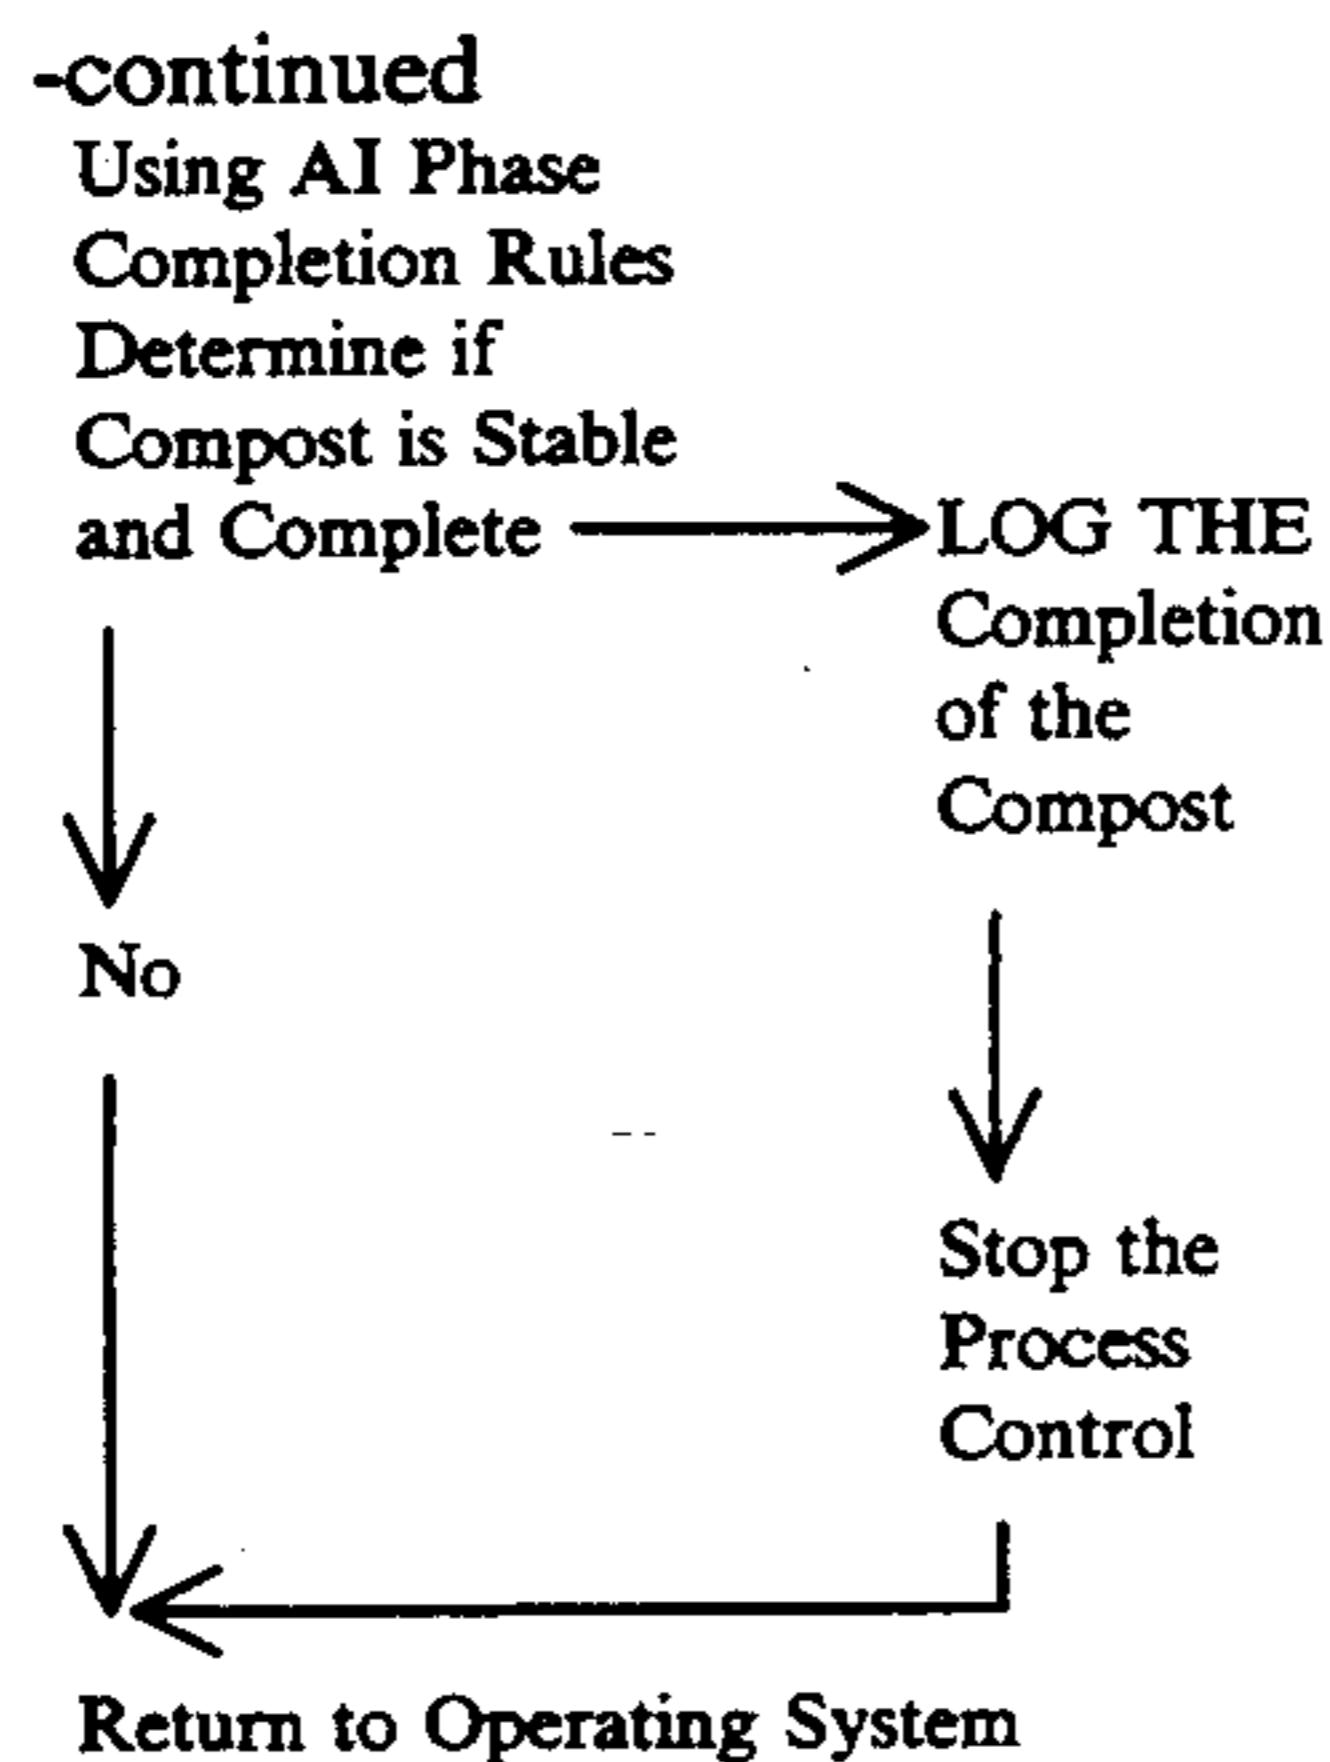 -continued
Using AI Phase
Completion Rules
Determine if
Compost is Stable
and Complete
LOG THE
Completion
of the
Compost
No
Stop the
Process
Control
Return to Operating System